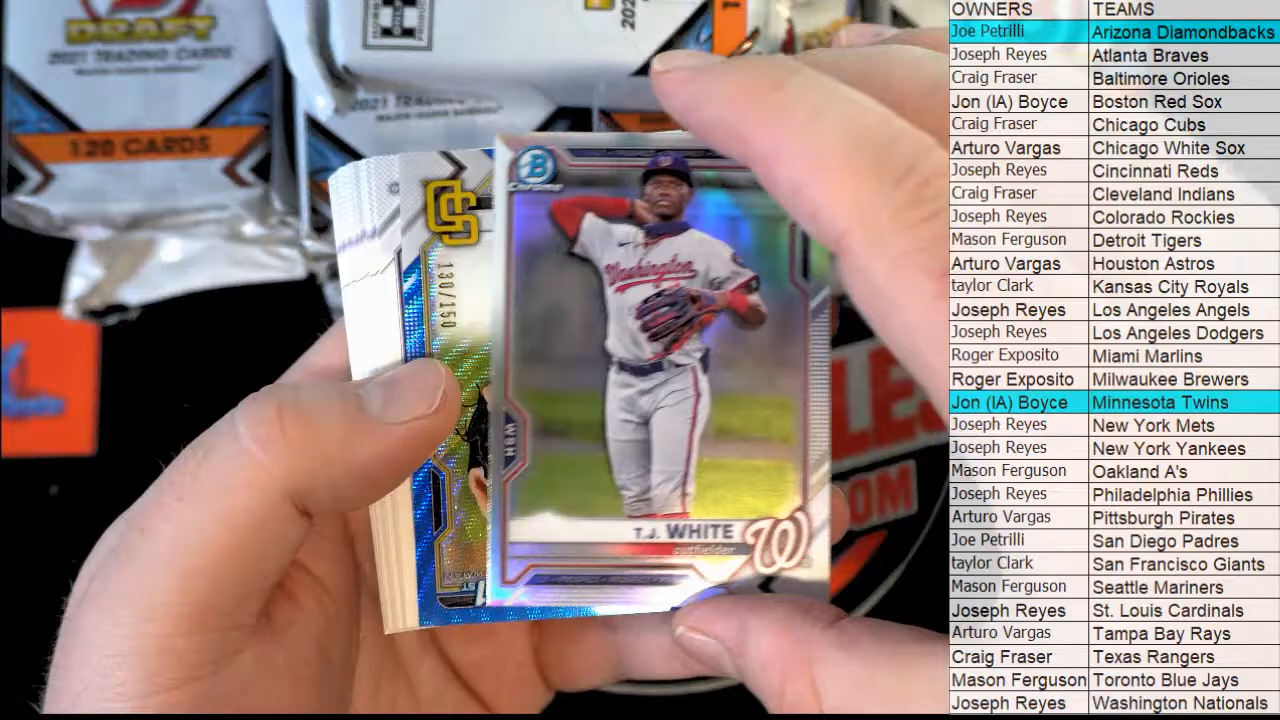 DRAFT
2021 TRADING CARDS
120 CARDS
2021 TRADI
130/150
Chrome
Washington
WSH
T.J. WHITE
outfielder
W
OWNERS TEAMS
Joe Petrilli Arizona Diamondbacks
Joseph Reyes Atlanta Braves
Craig Fraser Baltimore Orioles
Jon (IA) Boyce Boston Red Sox
Craig Fraser Chicago Cubs
Arturo Vargas Chicago White Sox
Joseph Reyes Cincinnati Reds
Craig Fraser Cleveland Indians
Joseph Reyes Colorado Rockies
Mason Ferguson Detroit Tigers
Arturo Vargas Houston Astros
taylor Clark Kansas City Royals
Joseph Reyes Los Angeles Angels
Joseph Reyes Los Angeles Dodgers
Roger Exposito Miami Marlins
Roger Exposito Milwaukee Brewers
Jon (IA) Boyce Minnesota Twins
Joseph Reyes New York Mets
Joseph Reyes New York Yankees
Mason Ferguson Oakland A's
Joseph Reyes Philadelphia Phillies
Arturo Vargas Pittsburgh Pirates
Joe Petrilli San Diego Padres
taylor Clark San Francisco Giants
Mason Ferguson Seattle Mariners
Joseph Reyes St. Louis Cardinals
Arturo Vargas Tampa Bay Rays
Craig Fraser Texas Rangers
Mason Ferguson Toronto Blue Jays
Joseph Reyes Washington Nationals